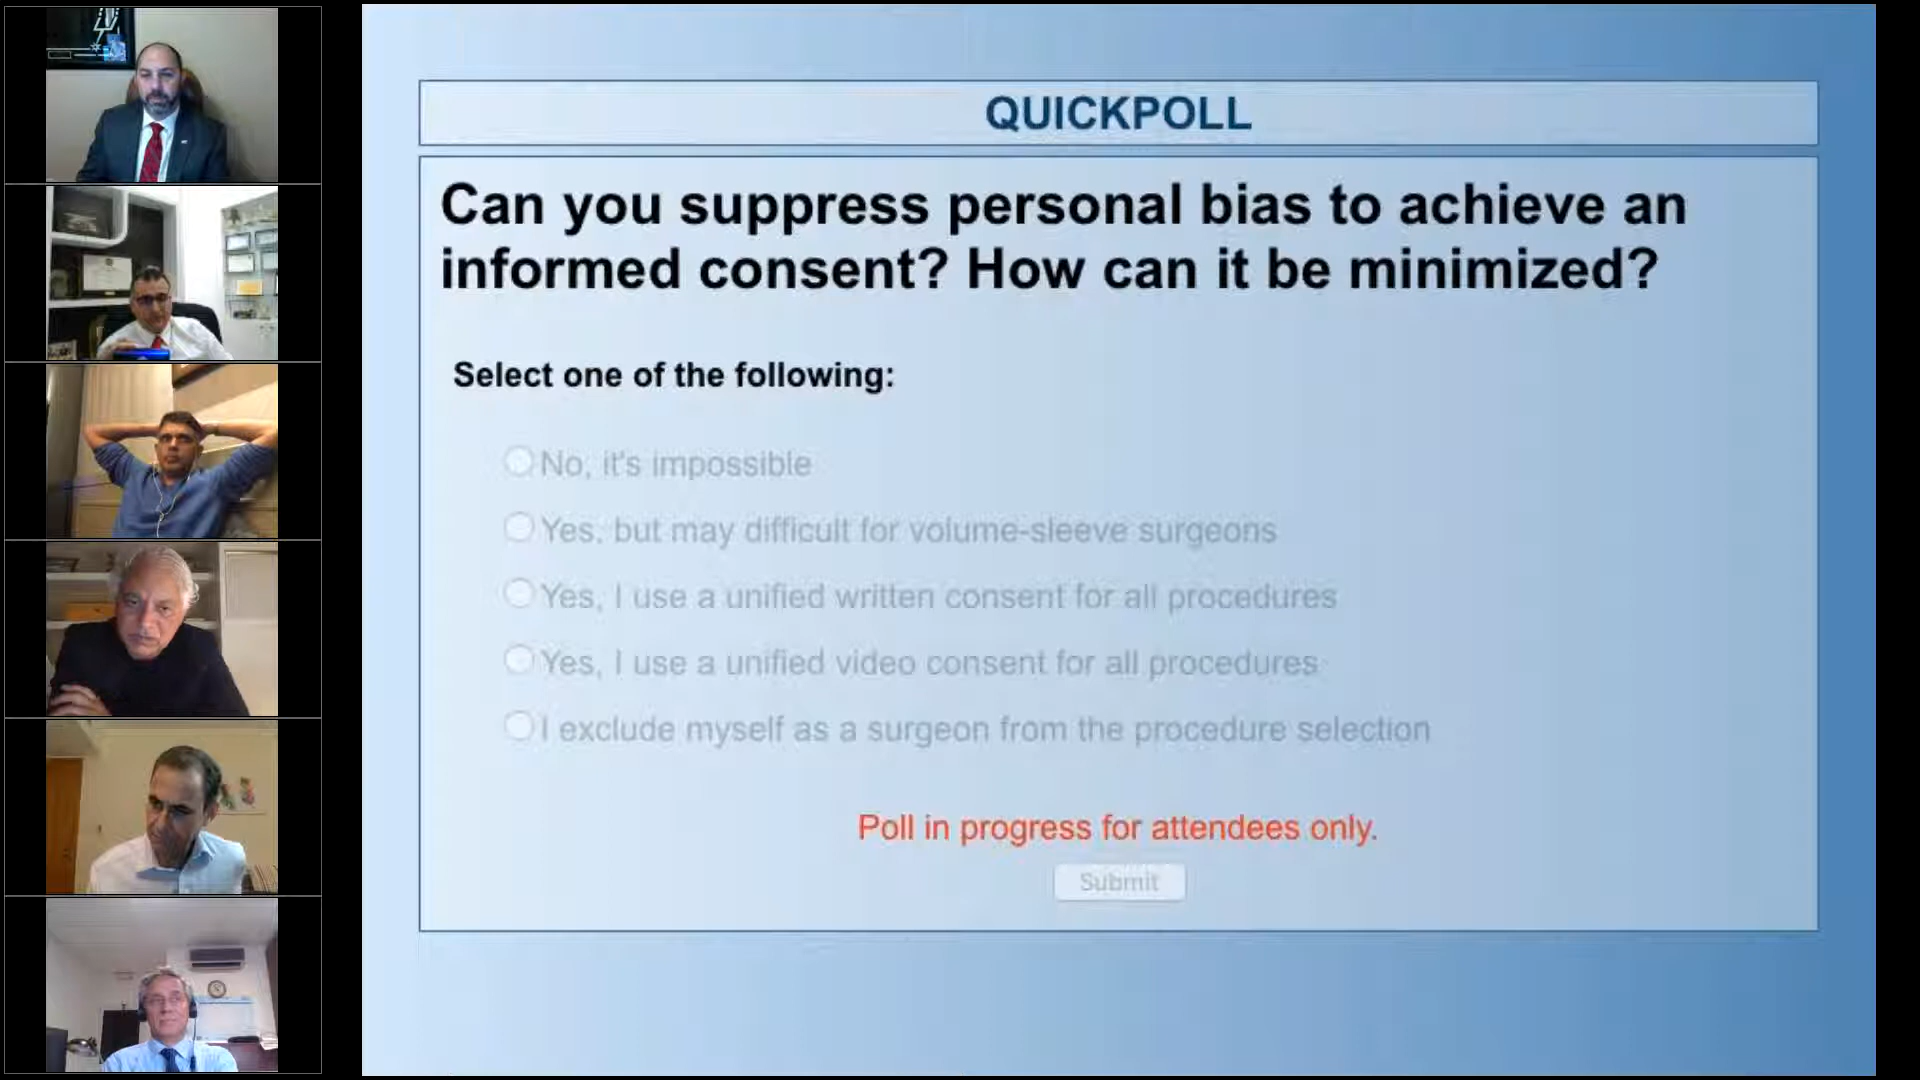 QUICKPOLL
Can you suppress personal bias to achieve an
informed consent? How can it be minimized?
Select one of the following:
No, it's impossible
Yes, but may difficult for volume-sleeve surgeons
Yes, I use a unified written consent for all procedures
Yes, I use a unified video consent for all procedures
I exclude myself as a surgeon from the procedure selection
Poll in progress for attendees only.
Submit